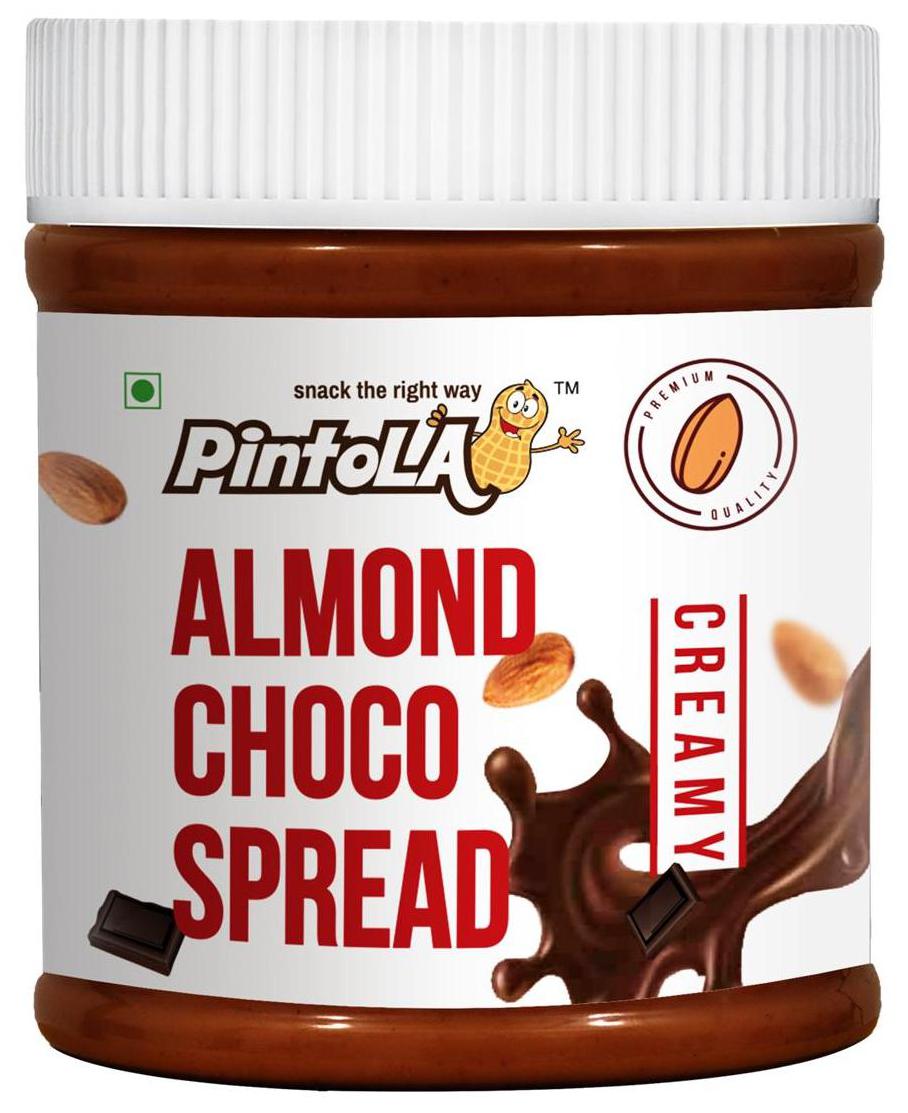 snack the right way
PintoLA
TM
PREMIUM
QUALITY
ALMOND
CHOCO
SPREAD
CREAMY